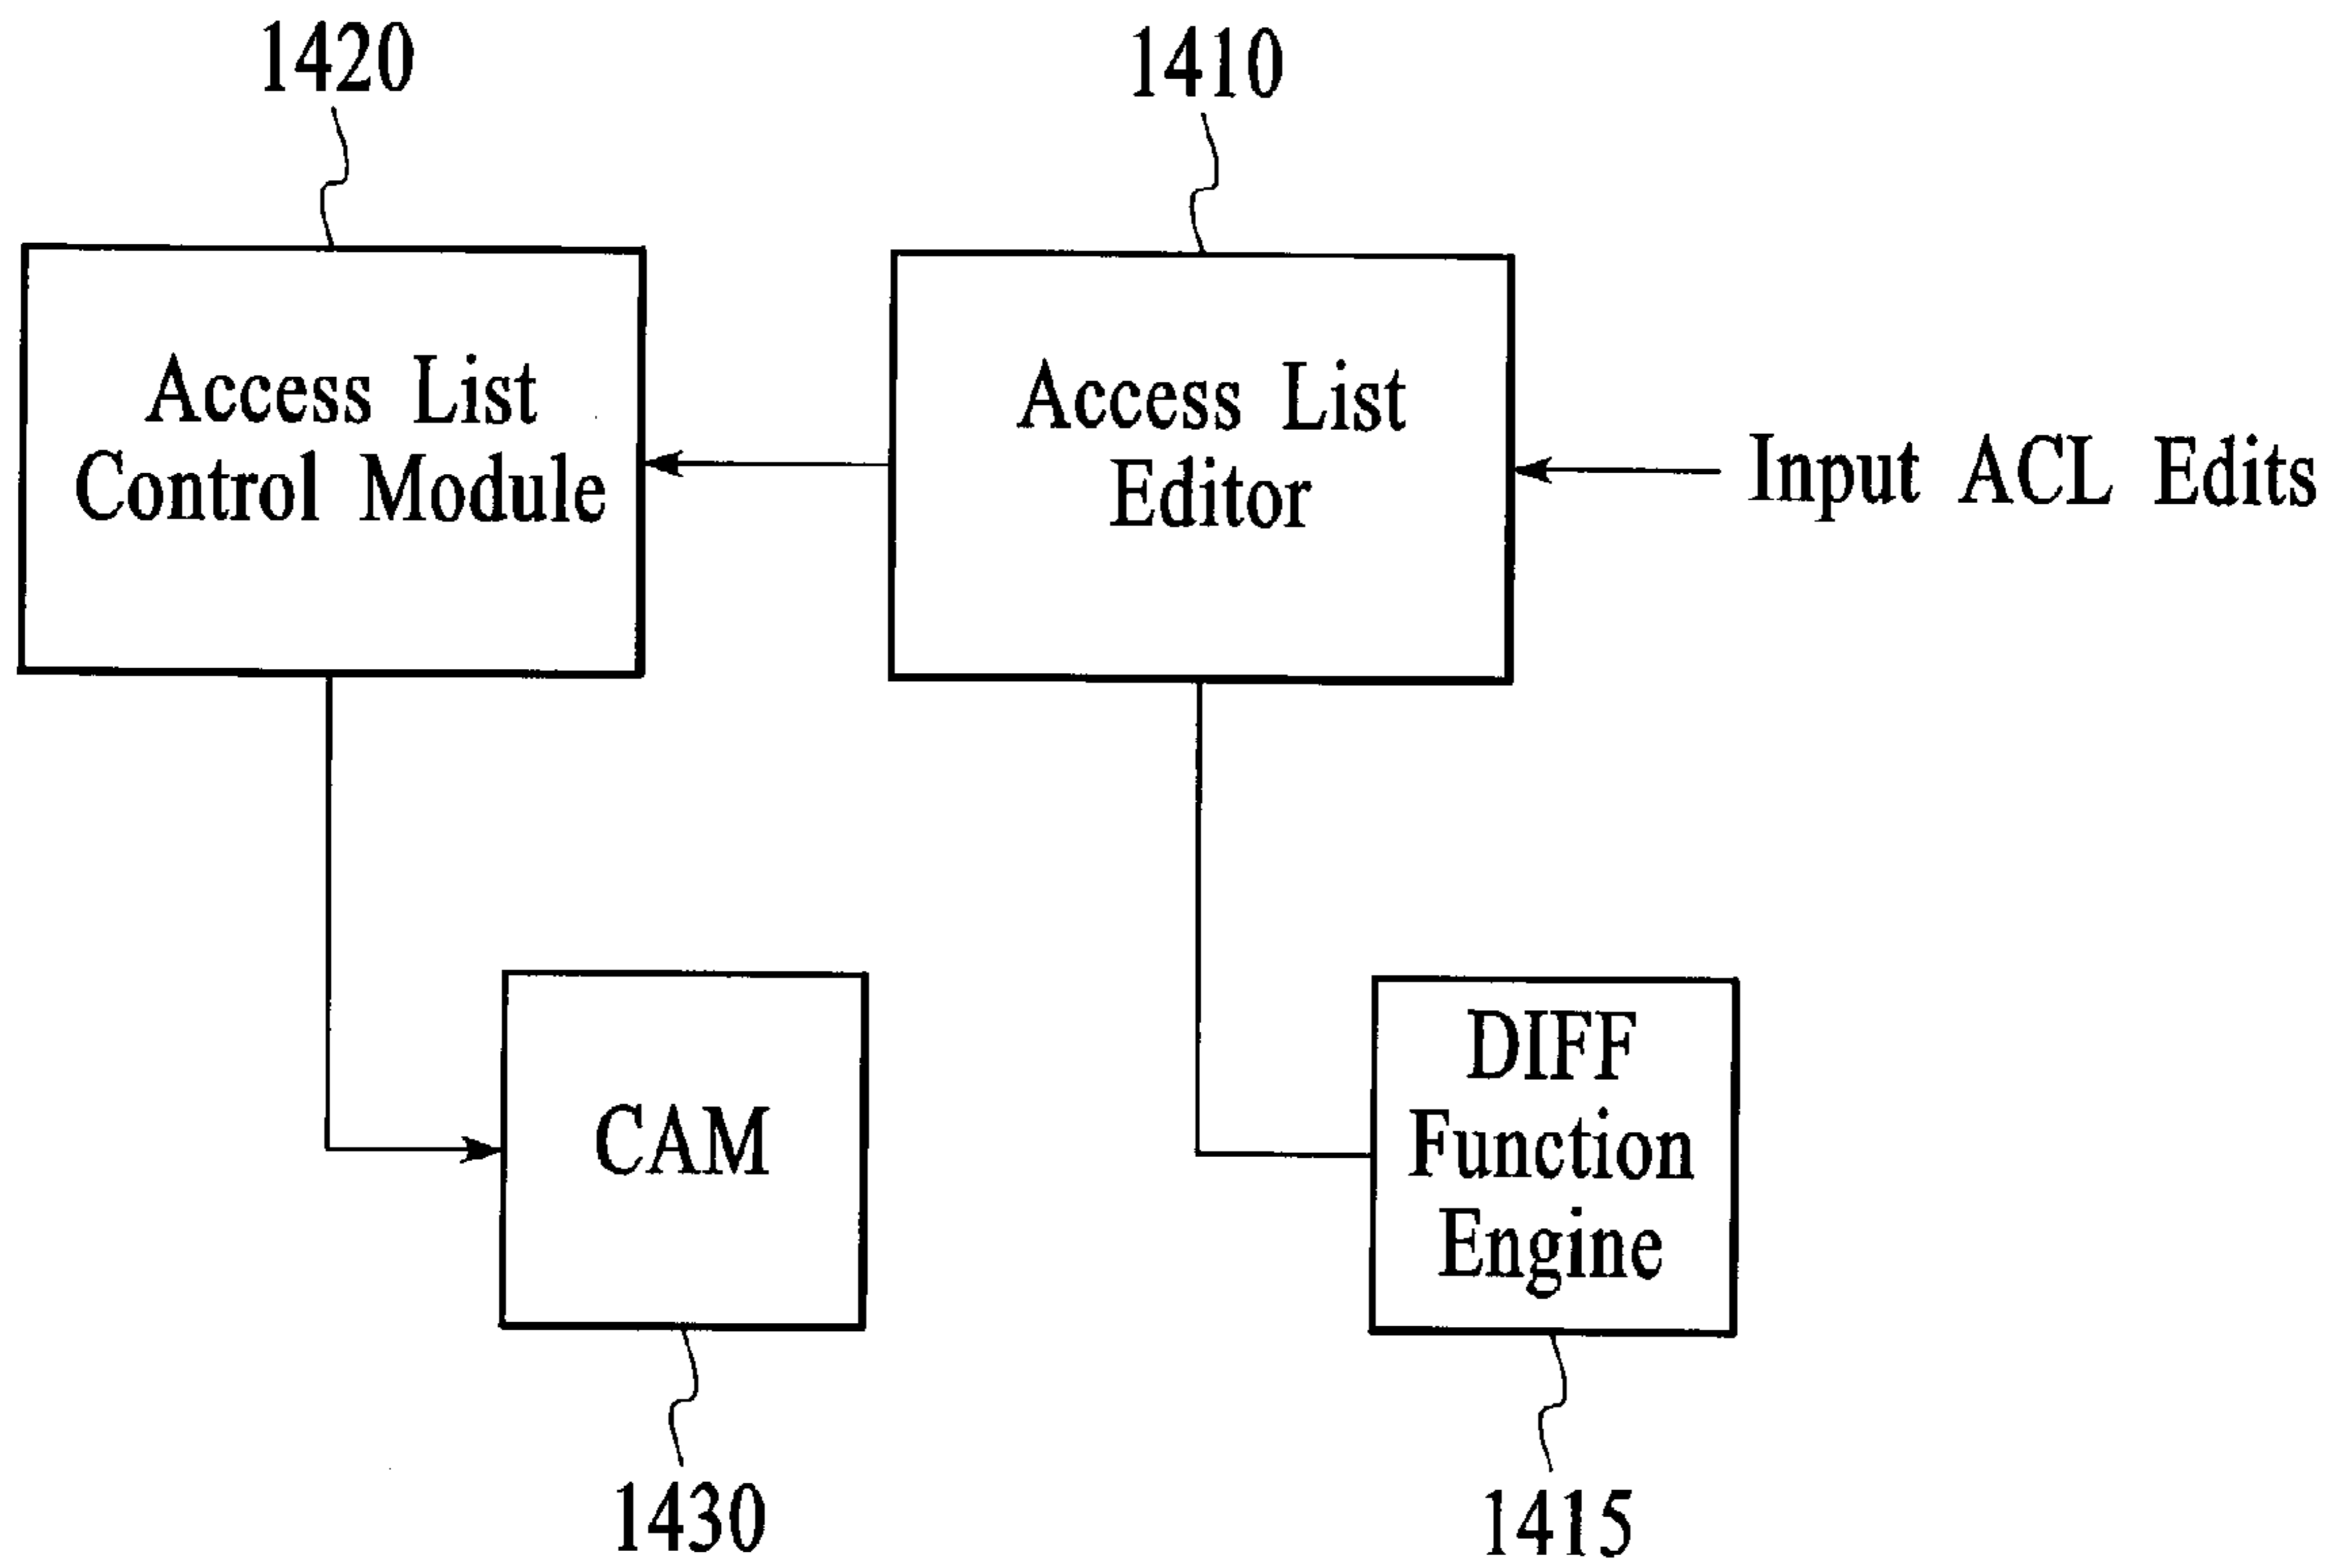 1420
1410
Access List
Control Module
Access List
Editor
Input ACL Edits
CAM
DIFF
Function
Engine
1430
1415